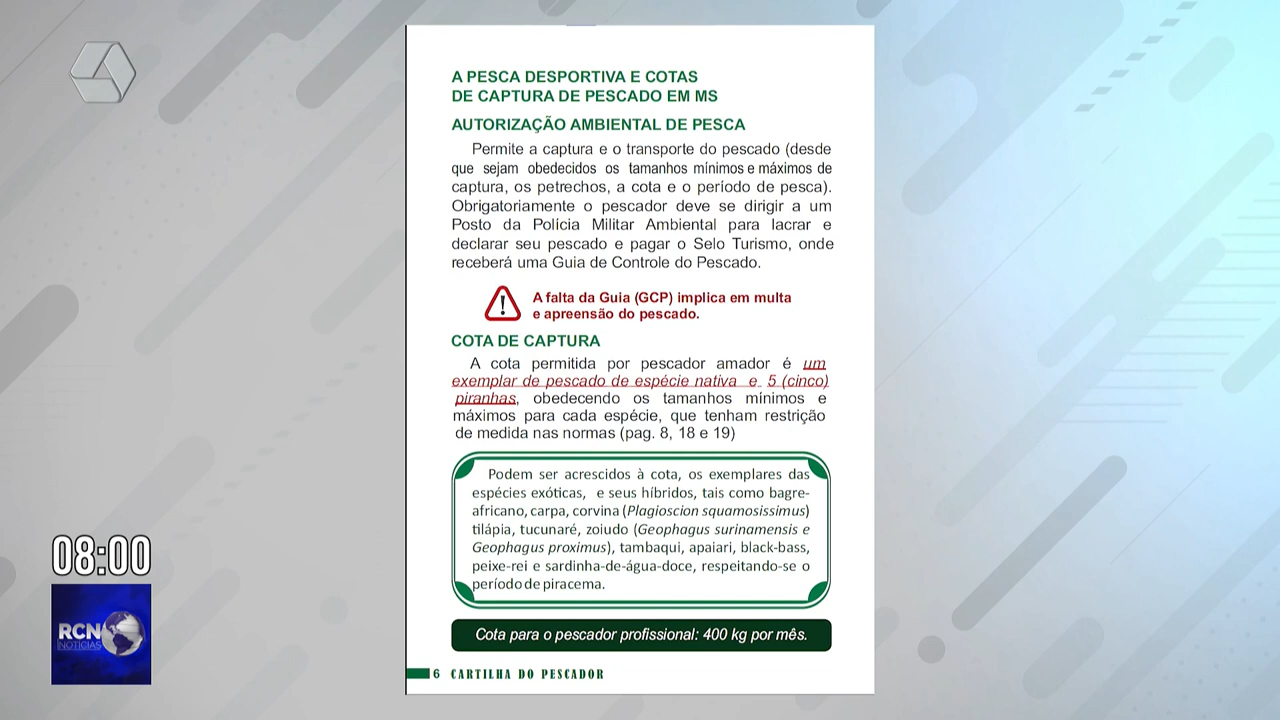 A PESCA DESPORTIVA E COTAS
DE CAPTURA DE PESCADO EM MS
AUTORIZAÇÃO AMBIENTAL DE PESCA
Permite a captura e o transporte do pescado (desde
que sejam obedecidos os tamanhos mínimos e máximos de
captura, os petrechos, a cota e o período de pesca).
Obrigatoriamente o pescador deve se dirigir a um
Posto da Polícia Militar Ambiental para lacrar e
declarar seu pescado e pagar o Selo Turismo, onde
receberá uma Guia de Controle do Pescado.
!
A falta da Guia (GCP) implica em multa
e apreensão do pescado.
COTA DE CAPTURA
A cota permitida por pescador amador é um
exemplar de pescado de espécie nativa e 5 (cinco)
piranhas, obedecendo os tamanhos mínimos e
máximos para cada espécie, que tenham restrição
de medida nas normas (pag. 8, 18 e 19)
Podem ser acrescidos à cota, os exemplares das
espécies exóticas, e seus híbridos, tais como bagre-
africano, carpa, corvina (Plagioscion squamosissimus)
tilápia, tucunaré, zoiudo (Geophagus surinamensis e
Geophagus proximus), tambaqui, apaiari, black-bass,
peixe-rei e sardinha-de-água-doce, respeitando-se o
período de piracema.
Cota para o pescador profissional: 400 kg por mês.
6 CARTILHA DO PESCADOR
08:00
RCN
NOTÍCIAS